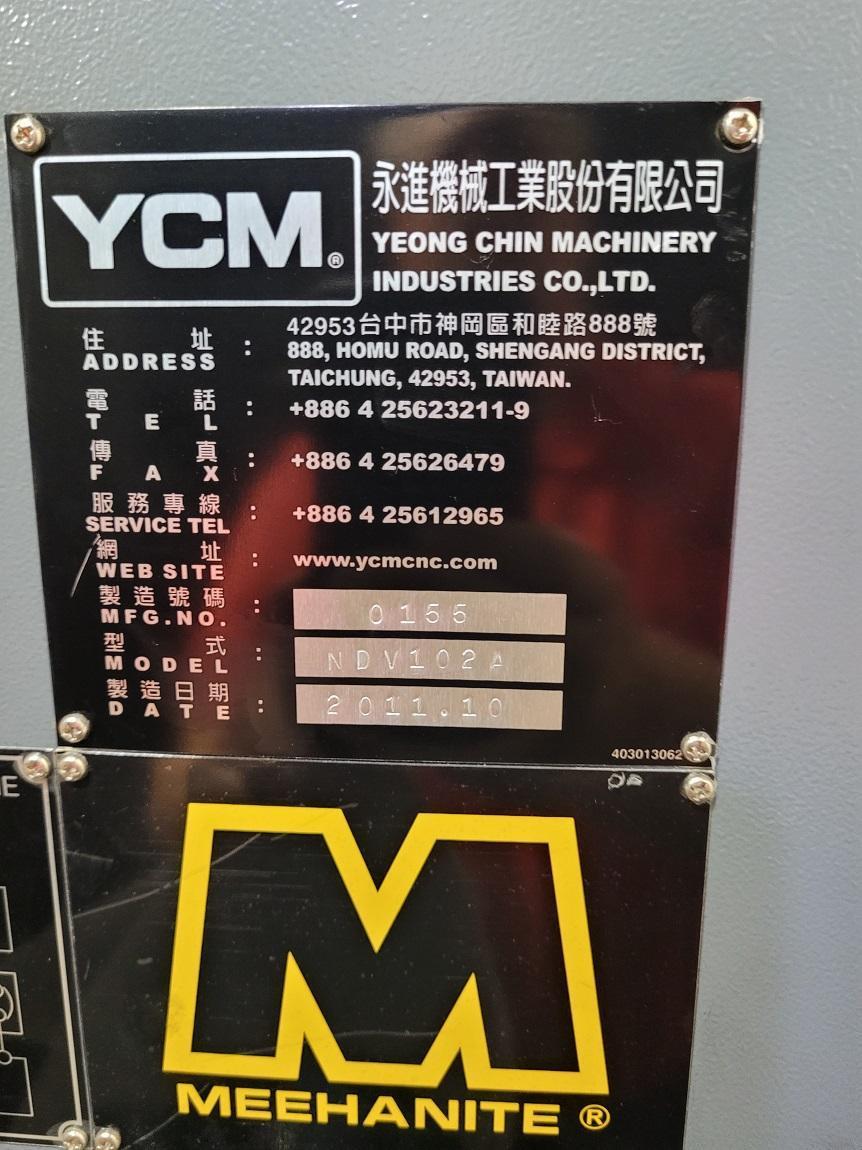 YCM®
永進機械工業股份有限公司
YEONG CHIN MACHINERY
INDUSTRIES CO.,LTD.
住址 : 42953台中市神岡區和睦路888號
ADDRESS 888, HOMU ROAD, SHENGANG DISTRICT,
TAICHUNG, 42953, TAIWAN.
電話
TEL : +886 4 25623211-9
傳真
FAX : +886 4 25626479
服務專線
SERVICE TEL : +886 4 25612965
網址
WEB SITE : www.ycmcnc.com
製造號碼
MFG.NO. : 0155
型式
MODEL : NDV102A
製造日期
DATE : 2011.10
403013062
E
MEEHANITE ®